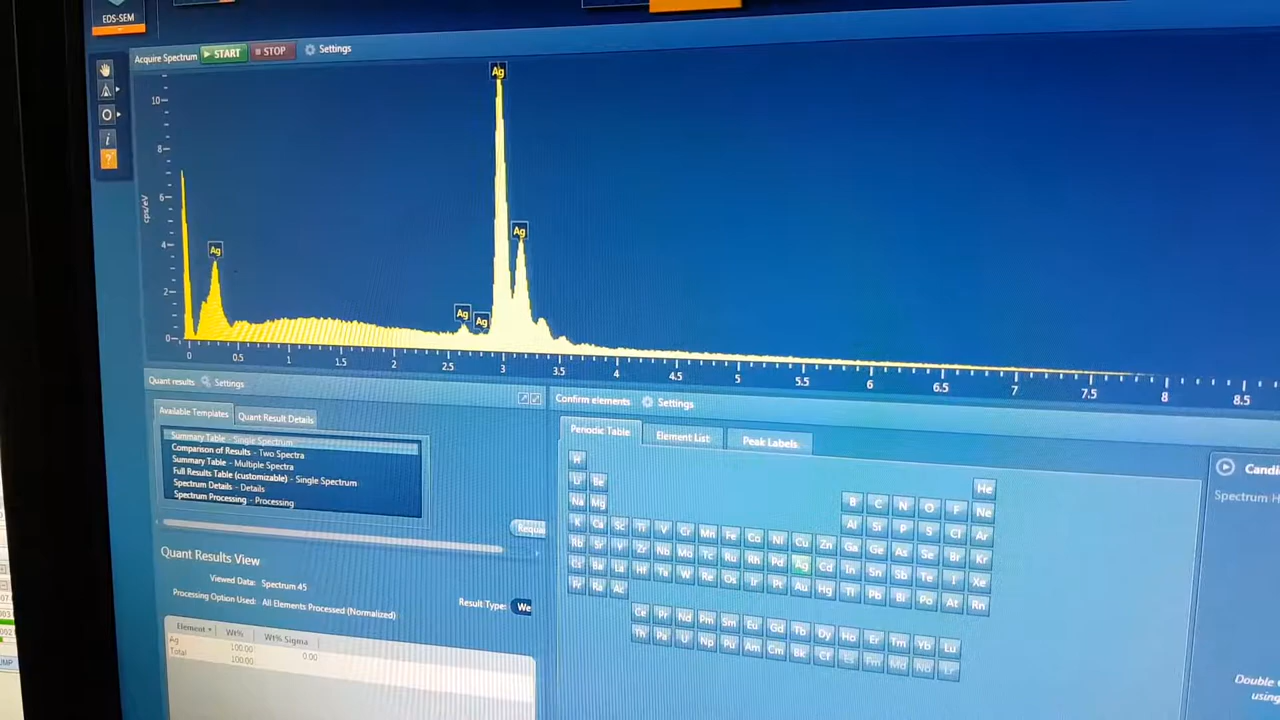 EDS-SEM
Acquire Spectrum START STOP Settings
Ag
Ag
Ag
Ag
Ag
cps/eV
10
8
6
4
2
0
0 0.5 1 1.5 2 2.5 3 3.5 4 4.5 5 5.5 6 6.5 7 7.5 8 8.5
Quant results Settings
Available Templates Quant Result Details
Summary Table - Single Spectrum
Comparison of Results - Two Spectra
Summary Table - Multiple Spectra
Full Results Table (customizable) - Single Spectrum
Spectrum Details - Details
Spectrum Processing - Processing
Reque
Quant Results View
Viewed Data: Spectrum 45
Processing Option Used: All Elements Processed (Normalized)
Result Type: We
Element Wt% Wt% Sigma
Ag 100.00 0.00
Total 100.00
Confirm elements Settings
Periodic Table Element List Peak Labels
H He
Li Be B C N O F Ne
Na Mg Al Si P S Cl Ar
K Ca Sc Ti V Cr Mn Fe Co Ni Cu Zn Ga Ge As Se Br Kr
Rb Sr Y Zr Nb Mo Tc Ru Rh Pd Ag Cd In Sn Sb Te I Xe
Cs Ba La Hf Ta W Re Os Ir Pt Au Hg Tl Pb Bi Po At Rn
Fr Ra Ac
Ce Pr Nd Pm Sm Eu Gd Tb Dy Ho Er Tm Yb Lu
Th Pa U Np Pu Am Cm Bk Cf Es Fm Md No Lr
Candi
Spectrum H
Double
using